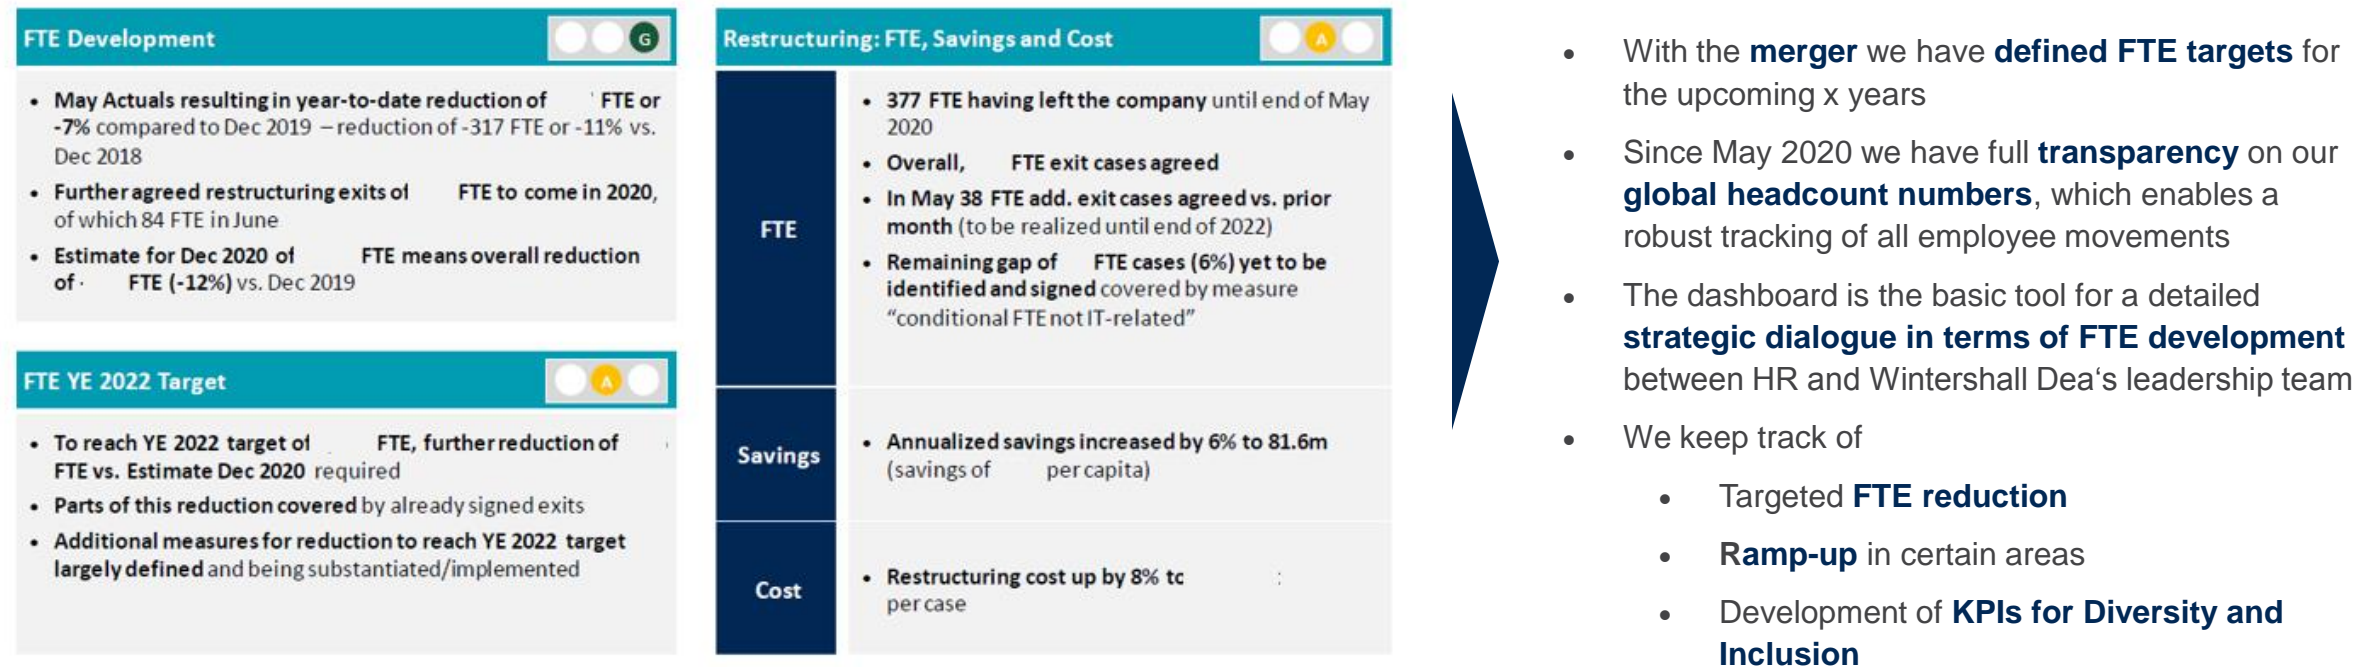 FTE Development
G
• May Actuals resulting in year-to-date reduction of FTE or
-7% compared to Dec 2019 – reduction of -317 FTE or -11% vs.
Dec 2018
• Further agreed restructuring exits of FTE to come in 2020,
of which 84 FTE in June
• Estimate for Dec 2020 of FTE means overall reduction
of FTE (-12%) vs. Dec 2019
FTE YE 2022 Target
A
• To reach YE 2022 target of FTE, further reduction of
FTE vs. Estimate Dec 2020 required
• Parts of this reduction covered by already signed exits
• Additional measures for reduction to reach YE 2022 target
largely defined and being substantiated/implemented
Restructuring: FTE, Savings and Cost
A
FTE
• 377 FTE having left the company until end of May
2020
• Overall, FTE exit cases agreed
• In May 38 FTE add. exit cases agreed vs. prior
month (to be realized until end of 2022)
• Remaining gap of FTE cases (6%) yet to be
identified and signed covered by measure
“conditional FTE not IT-related”
Savings
• Annualized savings increased by 6% to 81.6m
(savings of per capita)
Cost
• Restructuring cost up by 8% to
per case
• With the merger we have defined FTE targets for
the upcoming x years
• Since May 2020 we have full transparency on our
global headcount numbers, which enables a
robust tracking of all employee movements
• The dashboard is the basic tool for a detailed
strategic dialogue in terms of FTE development
between HR and Wintershall Dea‘s leadership team
• We keep track of
• Targeted FTE reduction
• Ramp-up in certain areas
• Development of KPIs for Diversity and
Inclusion